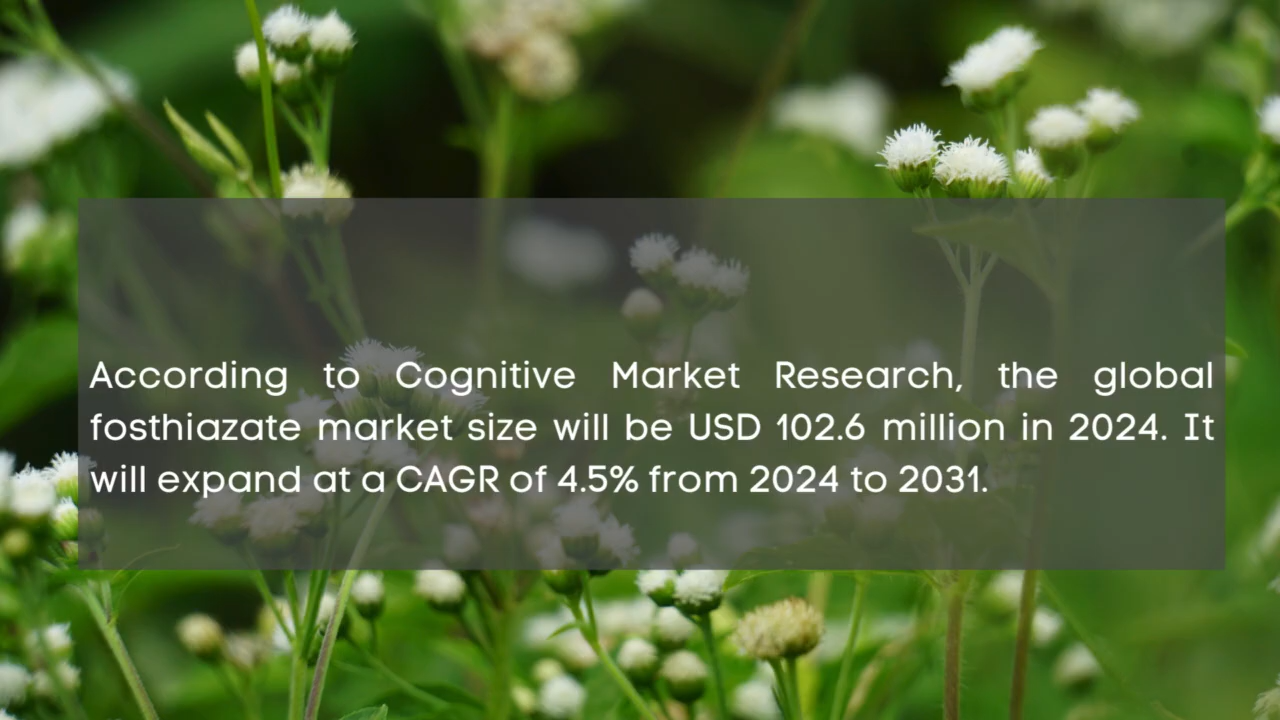 According to Cognitive Market Research, the global
fosthiazate market size will be USD 102.6 million in 2024. It
will expand at a CAGR of 4.5% from 2024 to 2031.